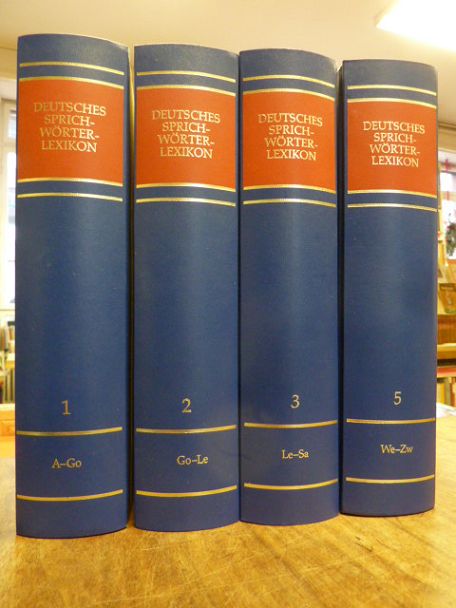 DEUTSCHES
SPRICH-
WÖRTER-
LEXIKON
1
A–Go
DEUTSCHES
SPRICH-
WÖRTER-
LEXIKON
2
Go–Le
DEUTSCHES
SPRICH-
WÖRTER-
LEXIKON
3
Le–Sa
DEUTSCHES
SPRICH-
WÖRTER-
LEXIKON
5
We–Zw